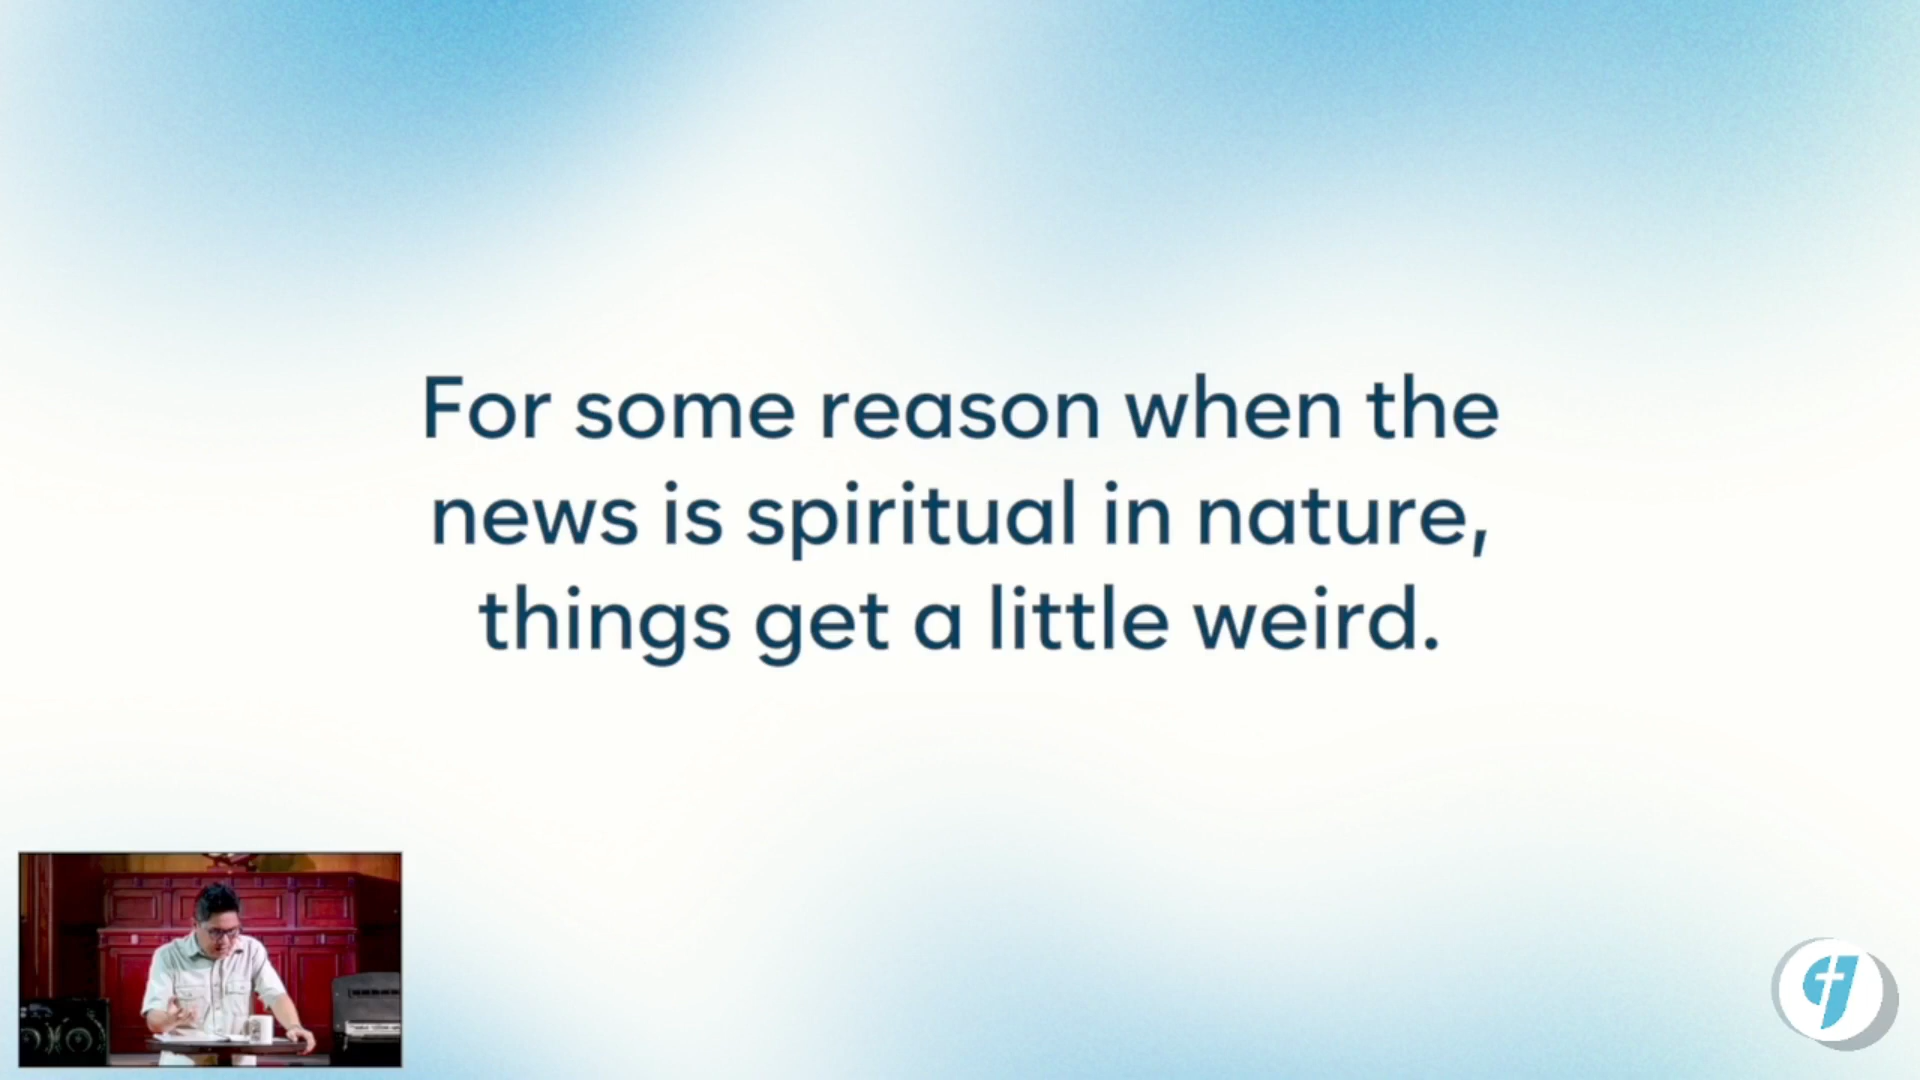 For some reason when the
news is spiritual in nature,
things get a little weird.